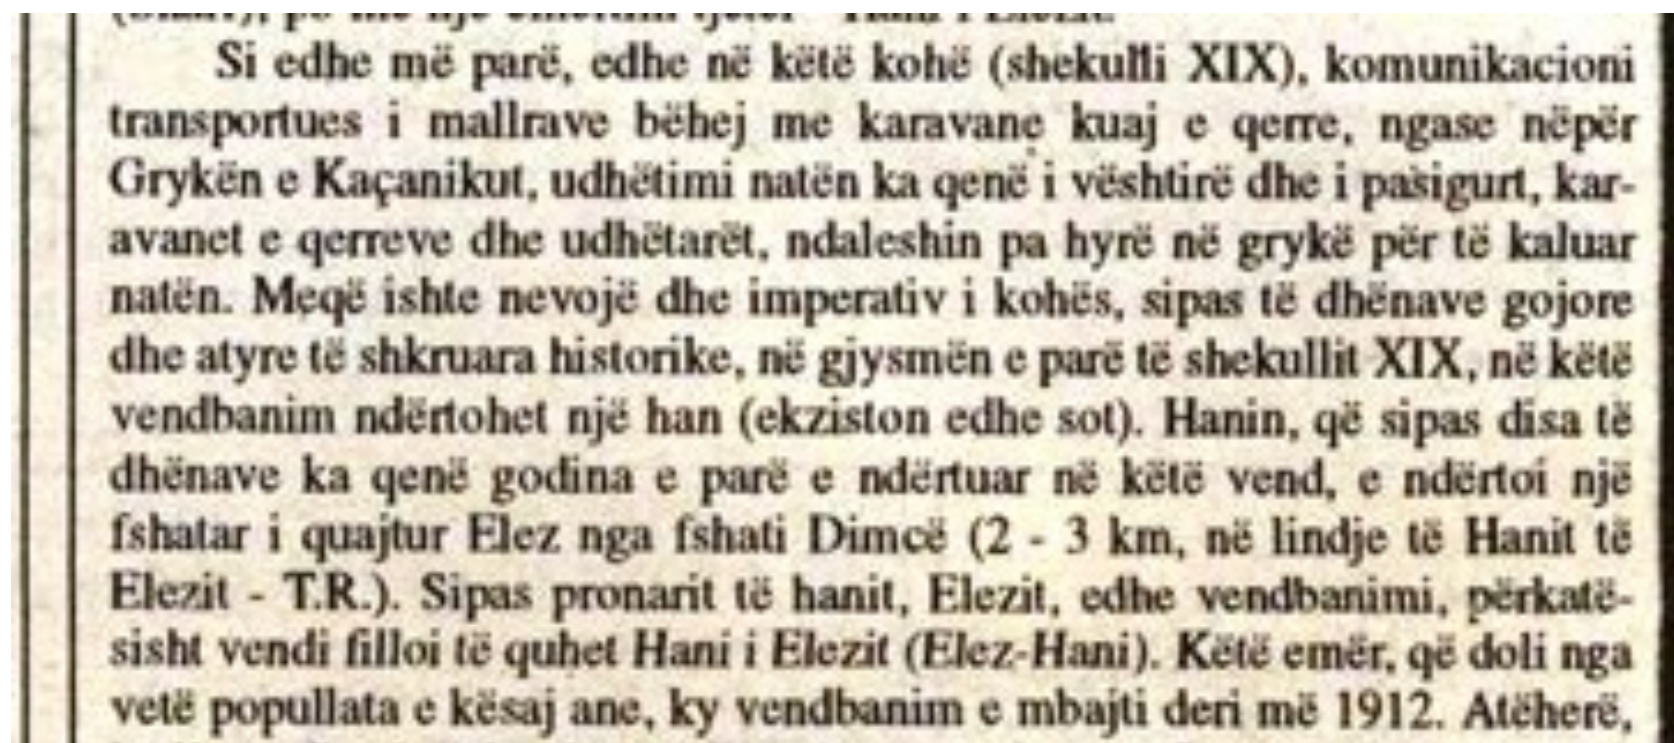 Hani i Elezit.
Si edhe më parë, edhe në këtë kohë (shekulli XIX), komunikacioni
transportues i mallrave bëhej me karavane kuaj e qerre, ngase nëpër
Grykën e Kaçanikut, udhëtimi natën ka qenë i vështirë dhe i pasigurt, kar-
avanet e qerreve dhe udhëtarët, ndaleshin pa hyrë në grykë për të kaluar
natën. Meqë ishte nevojë dhe imperativ i kohës, sipas të dhënave gojore
dhe atyre të shkruara historike, në gjysmën e parë të shekullit XIX, në këtë
vendbanim ndërtohet një han (ekziston edhe sot). Hanin, që sipas disa të
dhënave ka qenë godina e parë e ndërtuar në këtë vend, e ndërtoi një
fshatar i quajtur Elez nga fshati Dimcë (2 - 3 km, në lindje të Hanit të
Elezit - T.R.). Sipas pronarit të hanit, Elezit, edhe vendbanimi, përkatë-
sisht vendi filloi të quhet Hani i Elezit (Elez-Hani). Këtë emër, që doli nga
vetë popullata e kësaj ane, ky vendbanim e mbajti deri më 1912. Atëherë,